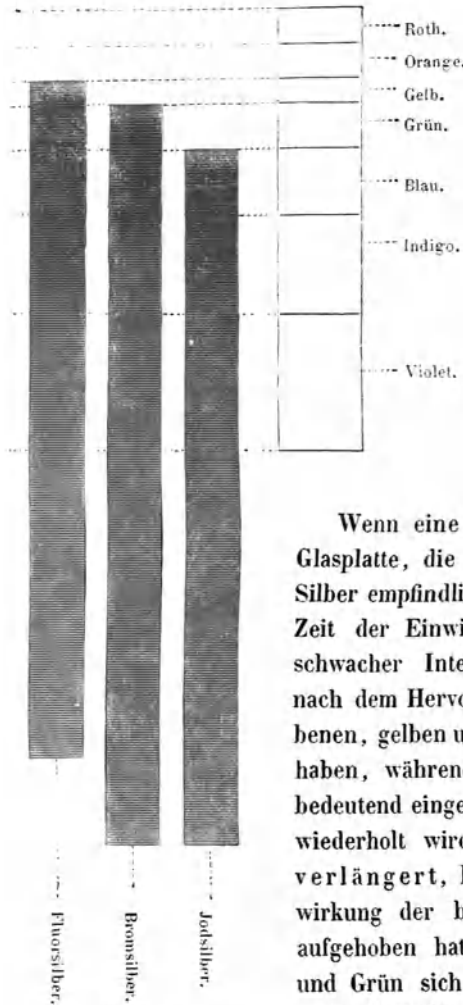 Roth.
Orange.
Gelb.
Grün.
Blau.
Indigo.
Violet.
Fluorsilber.
Bromsilber.
Jodsilber.
Wenn eine
Glasplatte, die
Silber empfindli
Zeit der Einwi
schwacher Inte
nach dem Hervo
benen, gelben u
haben, währen
bedeutend einge
wiederholt wird
verlängert, l
wirkung der b
aufgehoben hat
und Grün sich